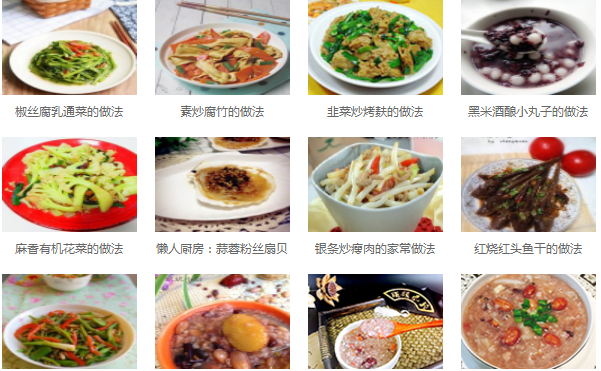 椒丝腐乳通菜的做法
素炒腐竹的做法
韭菜炒烤麸的做法
黑米酒酿小丸子的做法
麻香有机花菜的做法
懒人厨房：蒜蓉粉丝扇贝
银条炒瘦肉的家常做法
红烧红头鱼干的做法